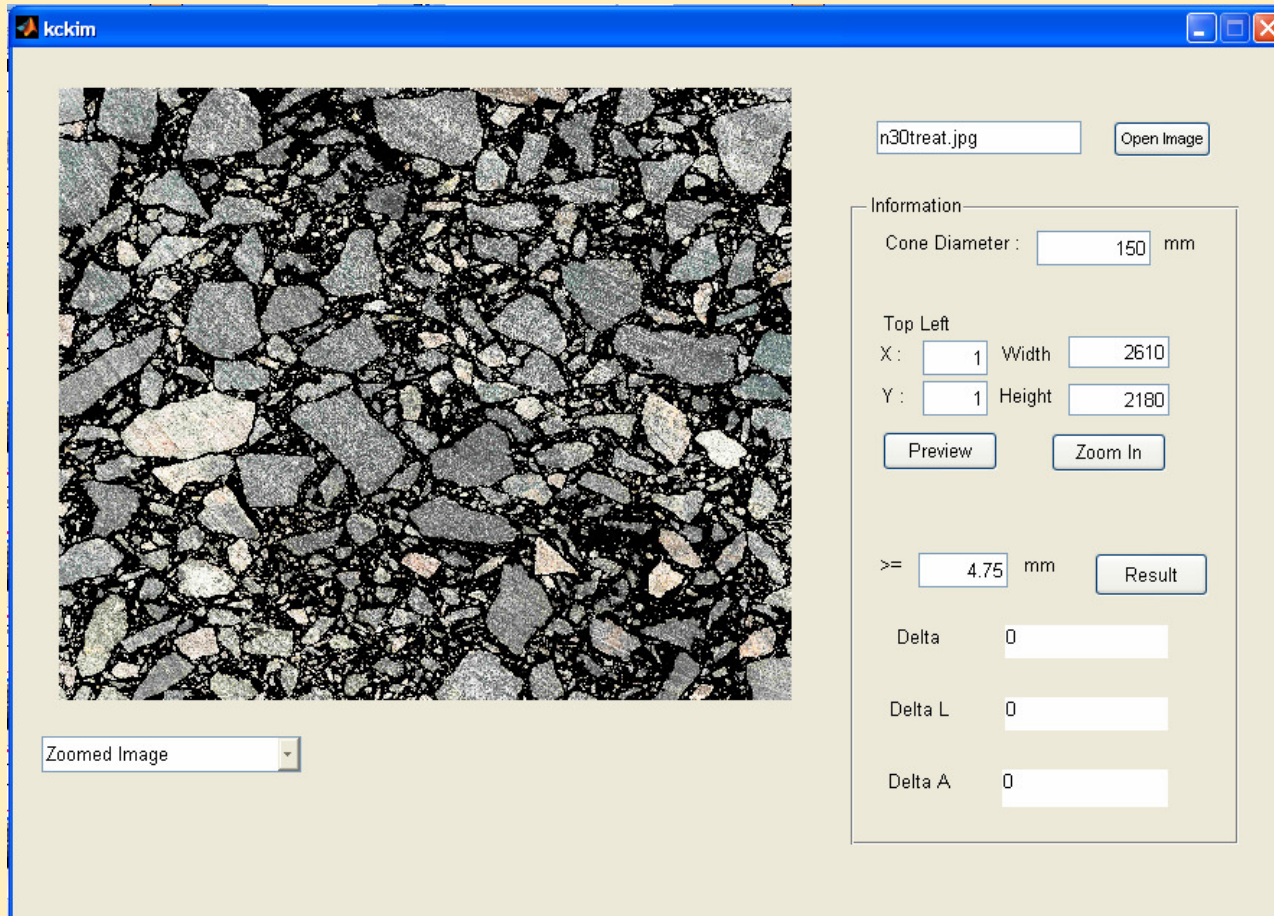 kckim
n30treat.jpg Open Image
Information
Cone Diameter : 150 mm
Top Left
X : 1 Width 2610
Y : 1 Height 2180
Preview Zoom In
>= 4.75 mm Result
Delta 0
Delta L 0
Zoomed Image
Delta A 0